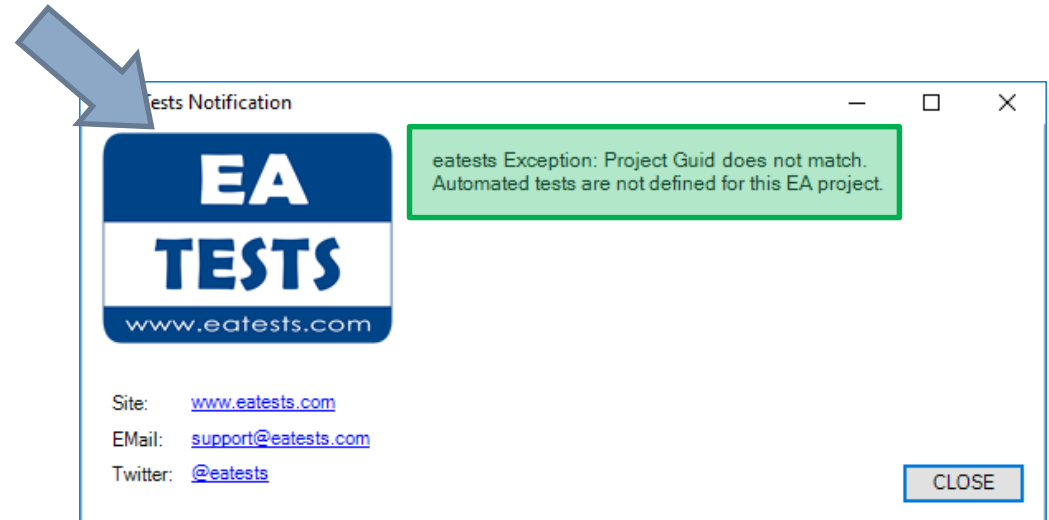 Tests Notification
EA
TESTS
www.eatests.com
eatests Exception: Project Guid does not match.
Automated tests are not defined for this EA project.
Site: www.eatests.com
EMail: support@eatests.com
Twitter: @eatests
CLOSE